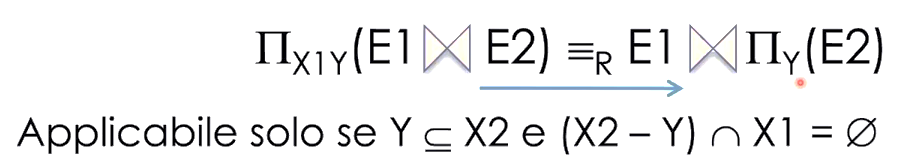 Π_X1Y(E1 ⋈ E2) ≡_R E1 ⋈ Π_Y(E2)
Applicabile solo se Y ⊆ X2 e (X2 – Y) ∩ X1 = ∅